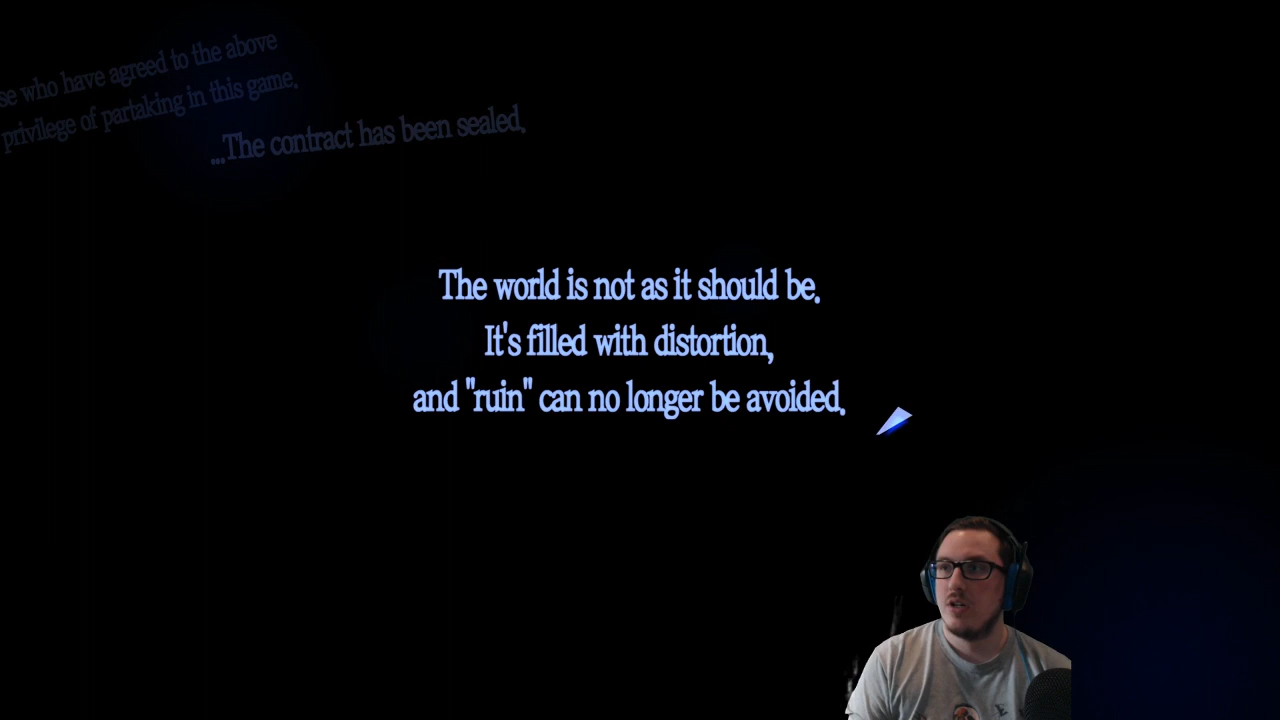 se who have agreed to the above
privilege of partaking in this game.
...The contract has been sealed.
The world is not as it should be.
It's filled with distortion,
and "ruin" can no longer be avoided.